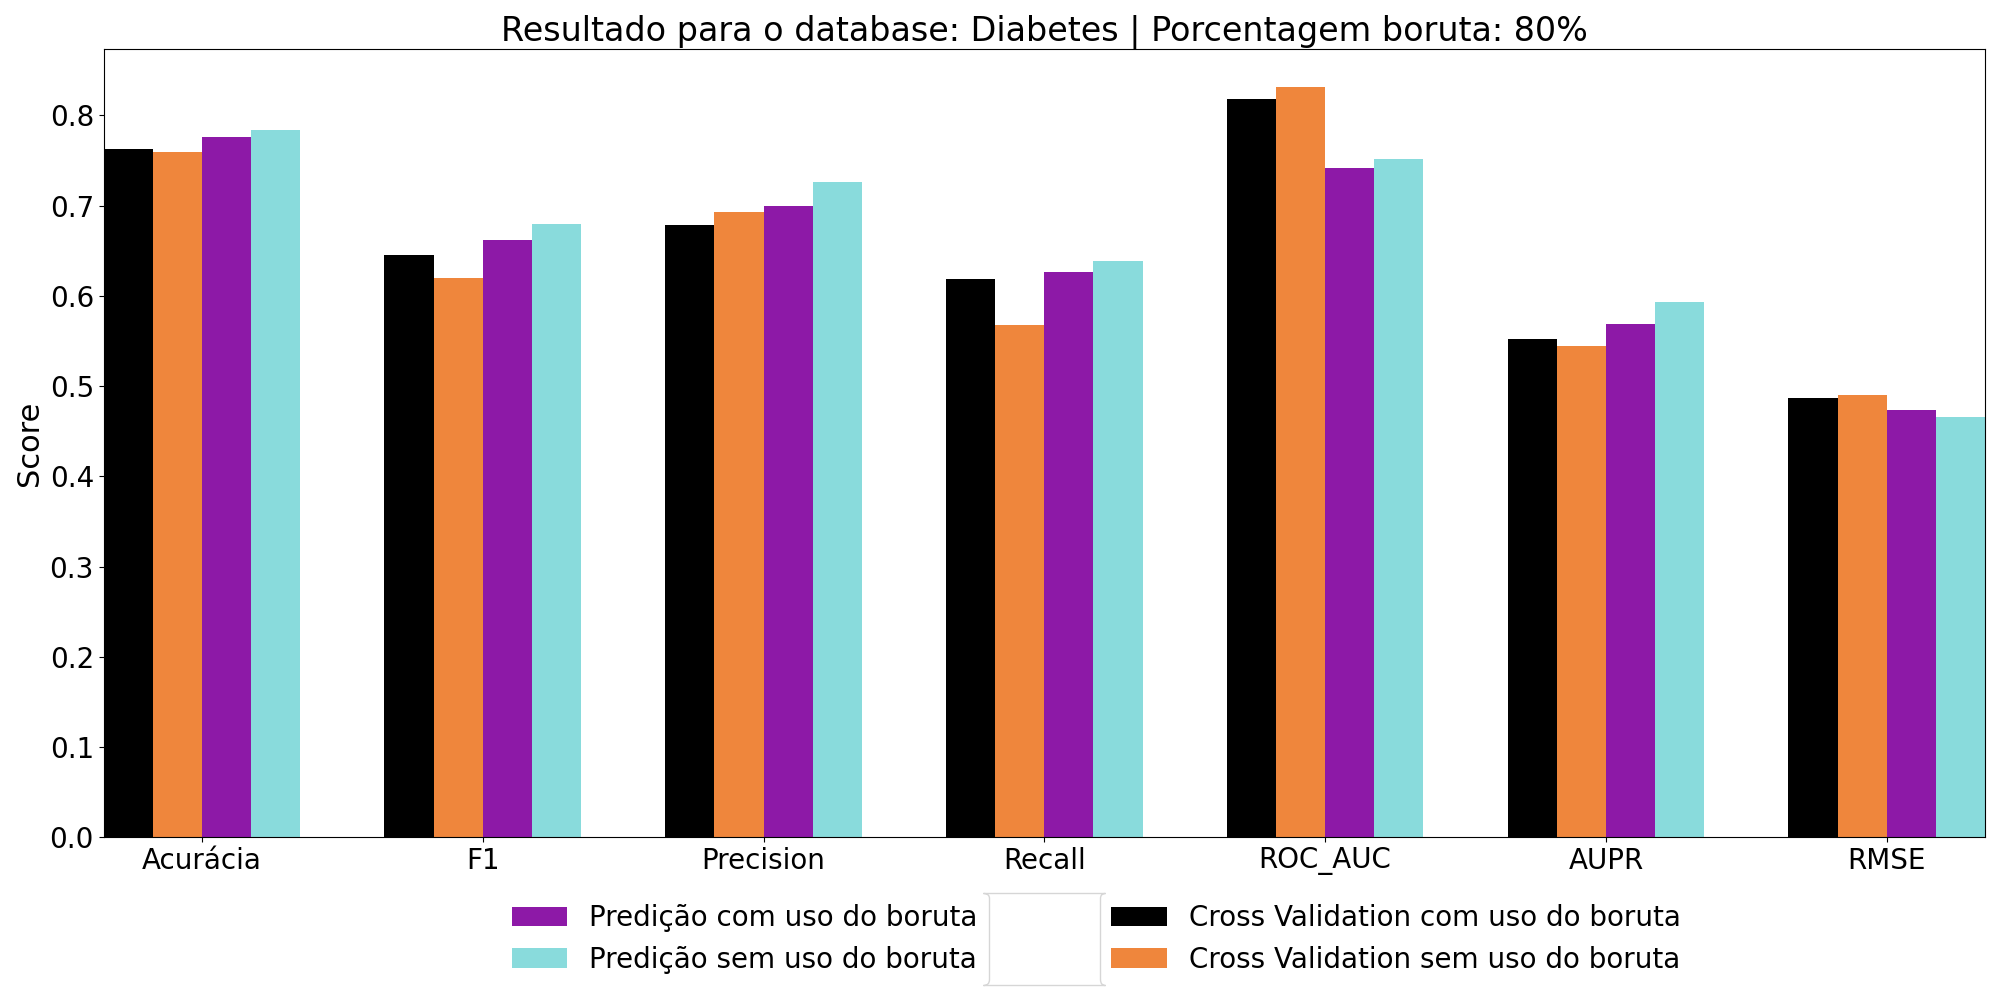 Resultado para o database: Diabetes | Porcentagem boruta: 80%
Score
0.8
0.7
0.6
0.5
0.4
0.3
0.2
0.1
0.0
Acurácia F1 Precision Recall ROC_AUC AUPR RMSE
Predição com uso do boruta
Predição sem uso do boruta
Cross Validation com uso do boruta
Cross Validation sem uso do boruta